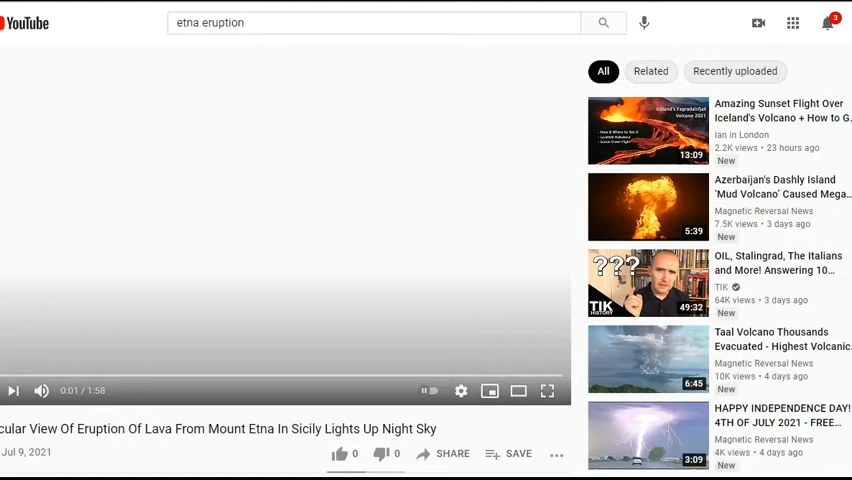 YouTube
etna eruption
3
All
Related
Recently uploaded
Iceland's Fagradalsfjall
Volcano 2021
13:09
Amazing Sunset Flight Over
Iceland's Volcano + How to G
Ian in London
2.2K views • 23 hours ago
New
5:39
Azerbaijan's Dashly Island
'Mud Volcano' Caused Mega...
Magnetic Reversal News
7.5K views • 3 days ago
New
???
TIK
HISTORY
49:32
OIL, Stalingrad, The Italians
and More! Answering 10...
TIK
64K views • 3 days ago
New
6:45
Taal Volcano Thousands
Evacuated - Highest Volcanic
Magnetic Reversal News
10K views • 4 days ago
New
3:09
HAPPY INDEPENDENCE DAY!
4TH OF JULY 2021 - FREE...
Magnetic Reversal News
4K views • 4 days ago
New
0:01 / 1:58
cular View Of Eruption Of Lava From Mount Etna In Sicily Lights Up Night Sky
Jul 9, 2021
0
0
SHARE
SAVE